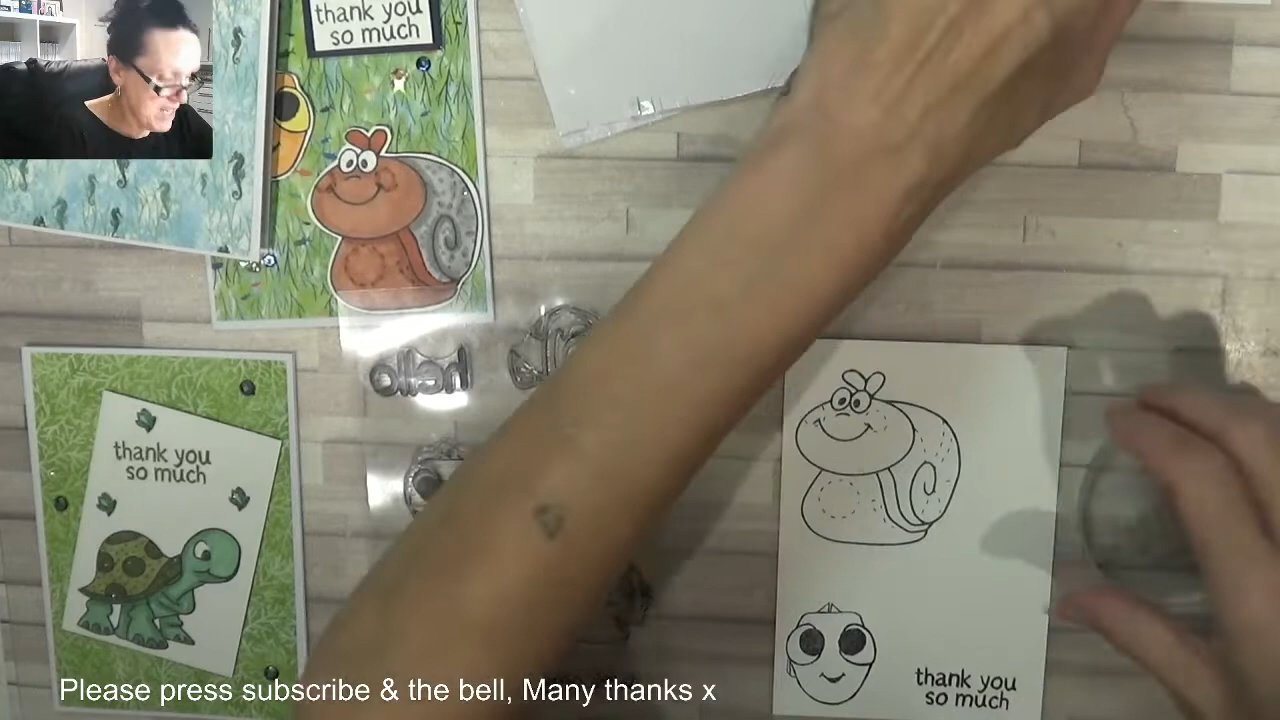 thank you
so much
hello
thank you
so much
thank you
so much
Please press subscribe & the bell, Many thanks x